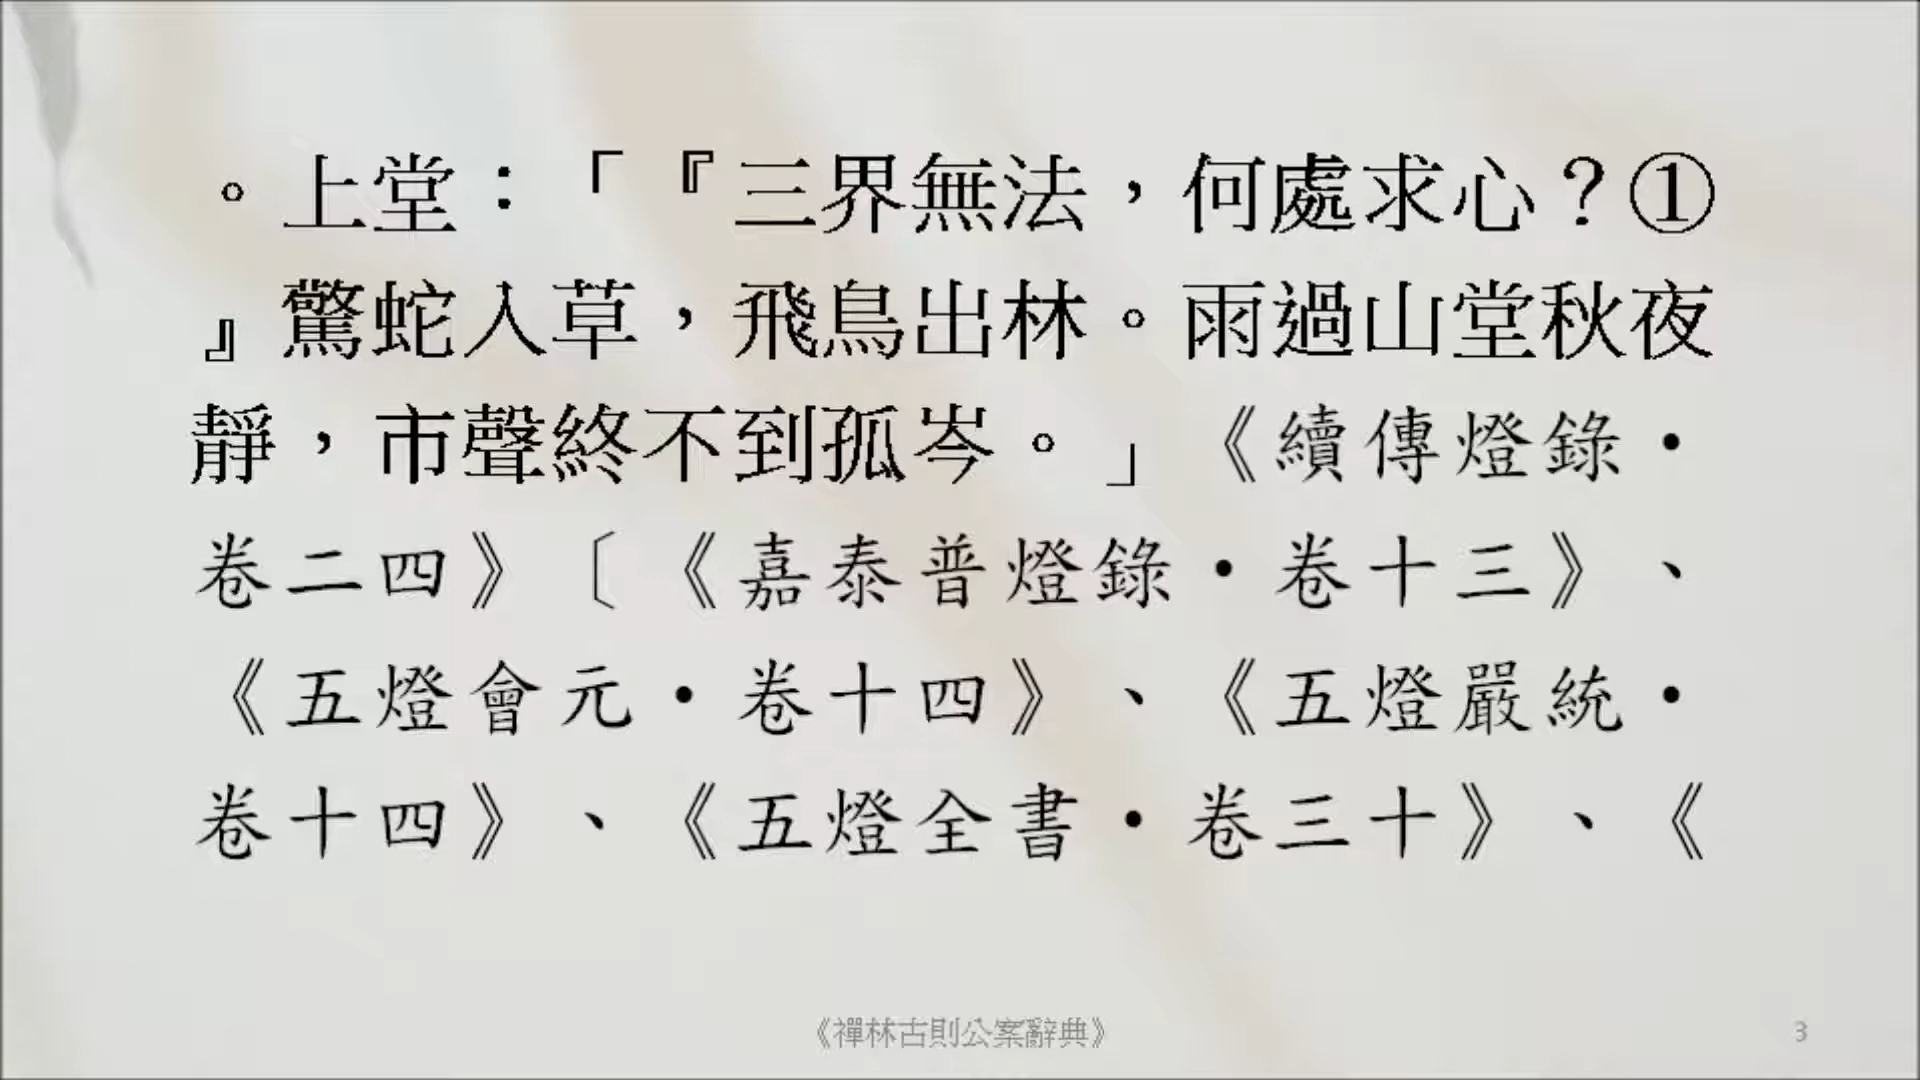 。上堂：「『三界無法，何處求心？①
』驚蛇入草，飛鳥出林。雨過山堂秋夜
靜，市聲終不到孤岑。」《續傳燈錄・
卷二四》〔《嘉泰普燈錄・卷十三》、
《五燈會元・卷十四》、《五燈嚴統・
卷十四》、《五燈全書・卷三十》、《
《禪林古則公案辭典》
3